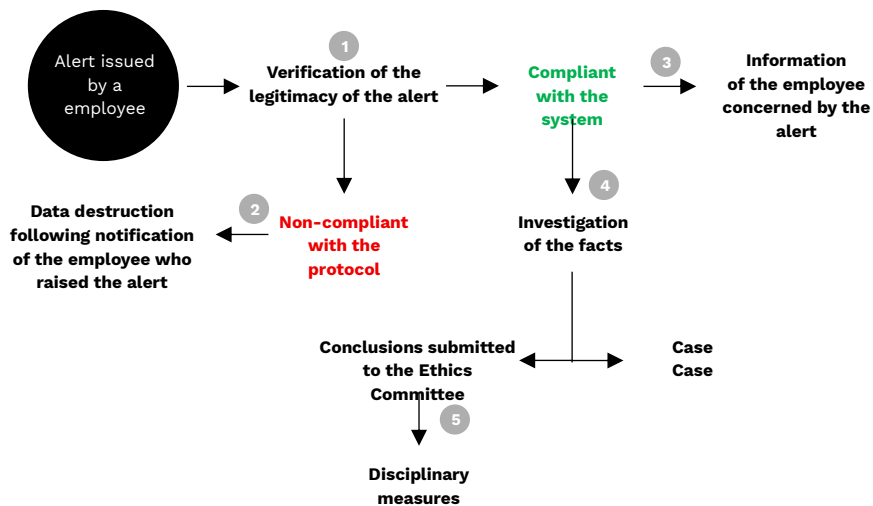 Alert issued
by a
employee
1
Verification of the
legitimacy of the alert
Compliant
with the
system
3
Information
of the employee
concerned by the
alert
Data destruction
following notification
of the employee who
raised the alert
2
Non-compliant
with the
protocol
4
Investigation
of the facts
Conclusions submitted
to the Ethics
Committee
Case
Case
5
Disciplinary
measures